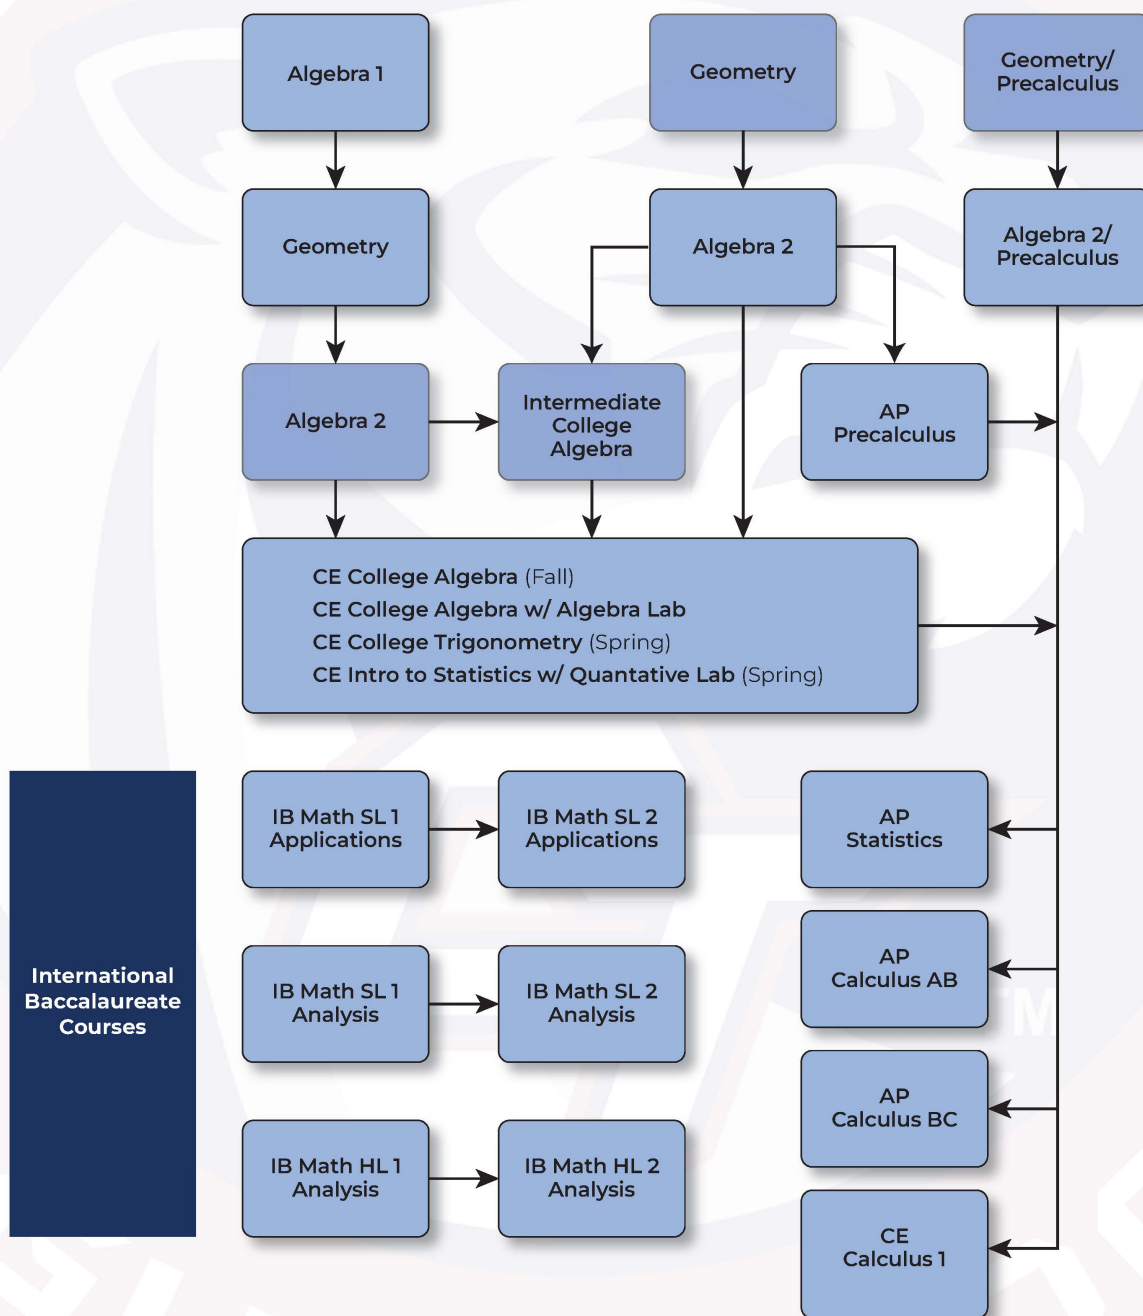 Algebra 1
Geometry
Geometry/
Precalculus
Geometry
Algebra 2
Algebra 2/
Precalculus
Algebra 2
Intermediate
College
Algebra
AP
Precalculus
CE College Algebra (Fall)
CE College Algebra w/ Algebra Lab
CE College Trigonometry (Spring)
CE Intro to Statistics w/ Quantative Lab (Spring)
International
Baccalaureate
Courses
IB Math SL 1
Applications
IB Math SL 2
Applications
AP
Statistics
IB Math SL 1
Analysis
IB Math SL 2
Analysis
AP
Calculus AB
TM
AP
Calculus BC
IB Math HL 1
Analysis
IB Math HL 2
Analysis
CE
Calculus 1